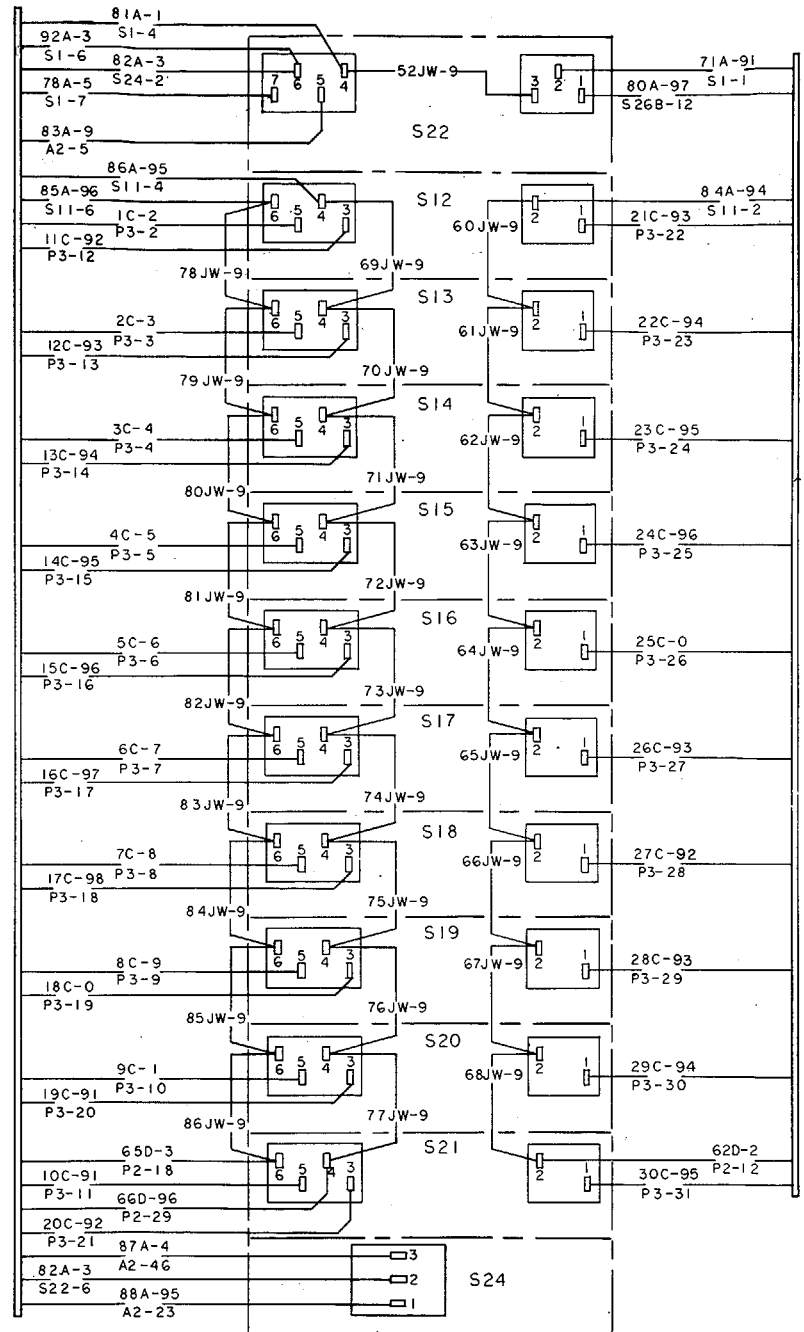 81A-1
S1-4
92A-3
S1-6
82A-3
S24-2
78A-5
S1-7
83A-9
A2-5
7 6 5 4
52JW-9
3 2 1
71A-91
S1-1
80A-97
S26B-12
S22
86A-95
S11-4
85A-96
S11-6
1C-2
P3-2
11C-92
P3-12
6 5 4 3
S12
60JW-9
2 1
84A-94
S11-2
21C-93
P3-22
78JW-9
69JW-9
S13
2C-3
P3-3
12C-93
P3-13
6 5 4 3
61JW-9
2 1
22C-94
P3-23
79JW-9
70JW-9
S14
3C-4
P3-4
13C-94
P3-14
6 5 4 3
62JW-9
2 1
23C-95
P3-24
80JW-9
71JW-9
S15
4C-5
P3-5
14C-95
P3-15
6 5 4 3
63JW-9
2 1
24C-96
P3-25
81JW-9
72JW-9
S16
5C-6
P3-6
15C-96
P3-16
6 5 4 3
64JW-9
2 1
25C-0
P3-26
82JW-9
73JW-9
S17
6C-7
P3-7
16C-97
P3-17
6 5 4 3
65JW-9
2 1
26C-93
P3-27
83JW-9
74JW-9
S18
7C-8
P3-8
17C-98
P3-18
6 5 4 3
66JW-9
2 1
27C-92
P3-28
84JW-9
75JW-9
S19
8C-9
P3-9
18C-0
P3-19
6 5 4 3
67JW-9
2 1
28C-93
P3-29
85JW-9
76JW-9
S20
9C-1
P3-10
19C-91
P3-20
6 5 4 3
68JW-9
2 1
29C-94
P3-30
86JW-9
77JW-9
S21
65D-3
P2-18
10C-91
P3-11
66D-96
P2-29
20C-92
P3-21
6 5 4 3
2 1
62D-2
P2-12
30C-95
P3-31
87A-4
A2-46
82A-3
S22-6
88A-95
A2-23
3
2
1
S24